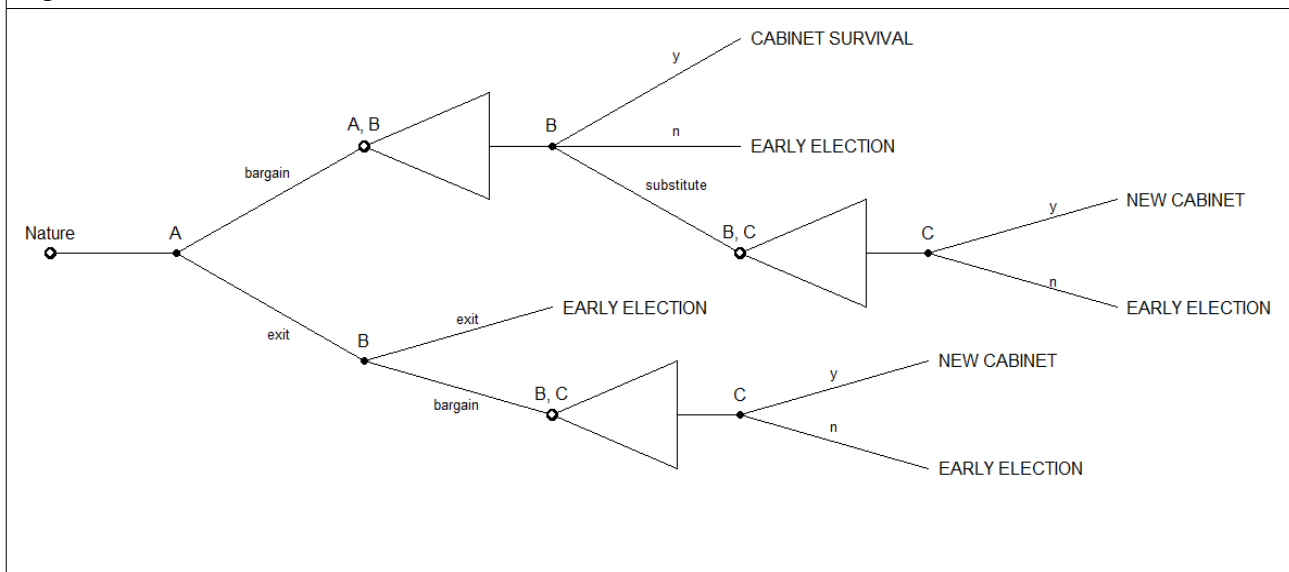 CABINET SURVIVAL
y
A, B
B
n
EARLY ELECTION
bargain
substitute
NEW CABINET
y
Nature
A
B, C
C
n
exit
B
exit
EARLY ELECTION
EARLY ELECTION
bargain
B, C
C
y
NEW CABINET
n
EARLY ELECTION